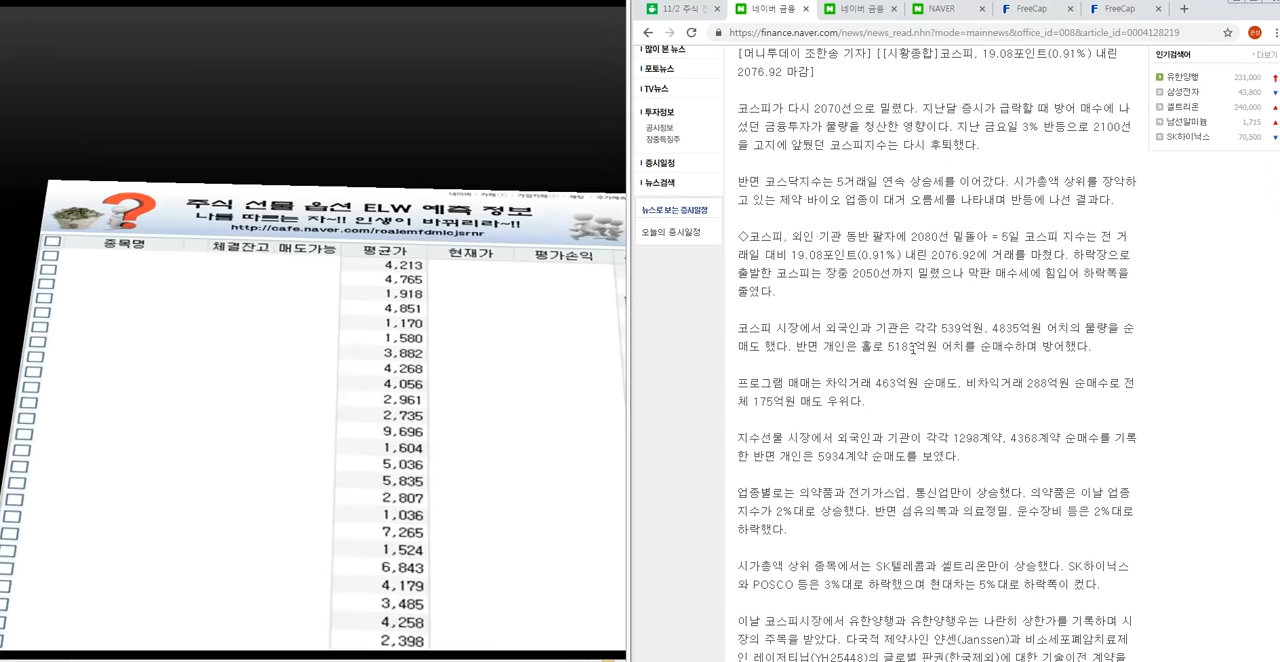 주식 선물 옵션 ELW 예측 정보
나를 따르는 자~!! 인생이 바뀌리라~!!
http://cafe.naver.com/roalemfdmlcjsrnr
종목명 체결잔고 매도가능 평균가 현재가 평가손익
4,213
4,765
1,918
4,851
1,170
1,580
3,882
4,268
4,056
2,961
2,735
9,696
1,604
5,036
5,835
2,807
1,036
7,265
1,524
6,843
4,179
3,485
4,258
2,398
11/2 주식 
네이버 금융
네이버 금융
NAVER
FreeCap
FreeCap
https://finance.naver.com/news/news_read.nhn?mode=mainnews&office_id=008&article_id=0004128219
많이 본 뉴스
포토뉴스
TV뉴스
투자정보
공시정보
장중특징주
증시일정
뉴스검색
뉴스로 보는 증시일정
오늘의 증시일정
[머니투데이 조한송 기자] [[시황종합]코스피, 19.08포인트(0.91%) 내린
2076.92 마감]
코스피가 다시 2070선으로 밀렸다. 지난달 증시가 급락할 때 방어 매수에 나
섰던 금융투자가 물량을 청산한 영향이다. 지난 금요일 3% 반등으로 2100선
을 고지에 앞뒀던 코스피지수는 다시 후퇴했다.
반면 코스닥지수는 5거래일 연속 상승세를 이어갔다. 시가총액 상위를 장악하
고 있는 제약·바이오 업종이 대거 오름세를 나타내며 반등에 나선 결과다.
◇코스피, 외인·기관 동반 팔자에 2080선 밑돌아 = 5일 코스피 지수는 전 거
래일 대비 19.08포인트(0.91%) 내린 2076.92에 거래를 마쳤다. 하락장으로
출발한 코스피는 장중 2050선까지 밀렸으나 막판 매수세에 힘입어 하락폭을
줄였다.
코스피 시장에서 외국인과 기관은 각각 539억원, 4835억원 어치의 물량을 순
매도 했다. 반면 개인은 홀로 5183억원 어치를 순매수하며 방어했다.
프로그램 매매는 차익거래 463억원 순매도, 비차익거래 288억원 순매수로 전
체 175억원 매도 우위다.
지수선물 시장에서 외국인과 기관이 각각 1298계약, 4368계약 순매수를 기록
한 반면 개인은 5934계약 순매도를 보였다.
업종별로는 의약품과 전기가스업, 통신업만이 상승했다. 의약품은 이날 업종
지수가 2%대로 상승했다. 반면 섬유의복과 의료정밀, 운수장비 등은 2%대로
하락했다.
시가총액 상위 종목에서는 SK텔레콤과 셀트리온만이 상승했다. SK하이닉스
와 POSCO 등은 3%대로 하락했으며 현대차는 5%대로 하락폭이 컸다.
이날 코스피시장에서 유한양행과 유한양행우는 나란히 상한가를 기록하며 시
장의 주목을 받았다. 다국적 제약사인 얀센(Janssen)과 비소세포폐암치료제
인 레이저티닙(YH25448)의 글로벌 판권(한국제외)에 대한 기술이전 계약을
인기검색어 더보기
1 유한양행 231,000
2 삼성전자 43,800
3 셀트리온 240,000
4 남선알미늄 1,715
5 SK하이닉스 70,500